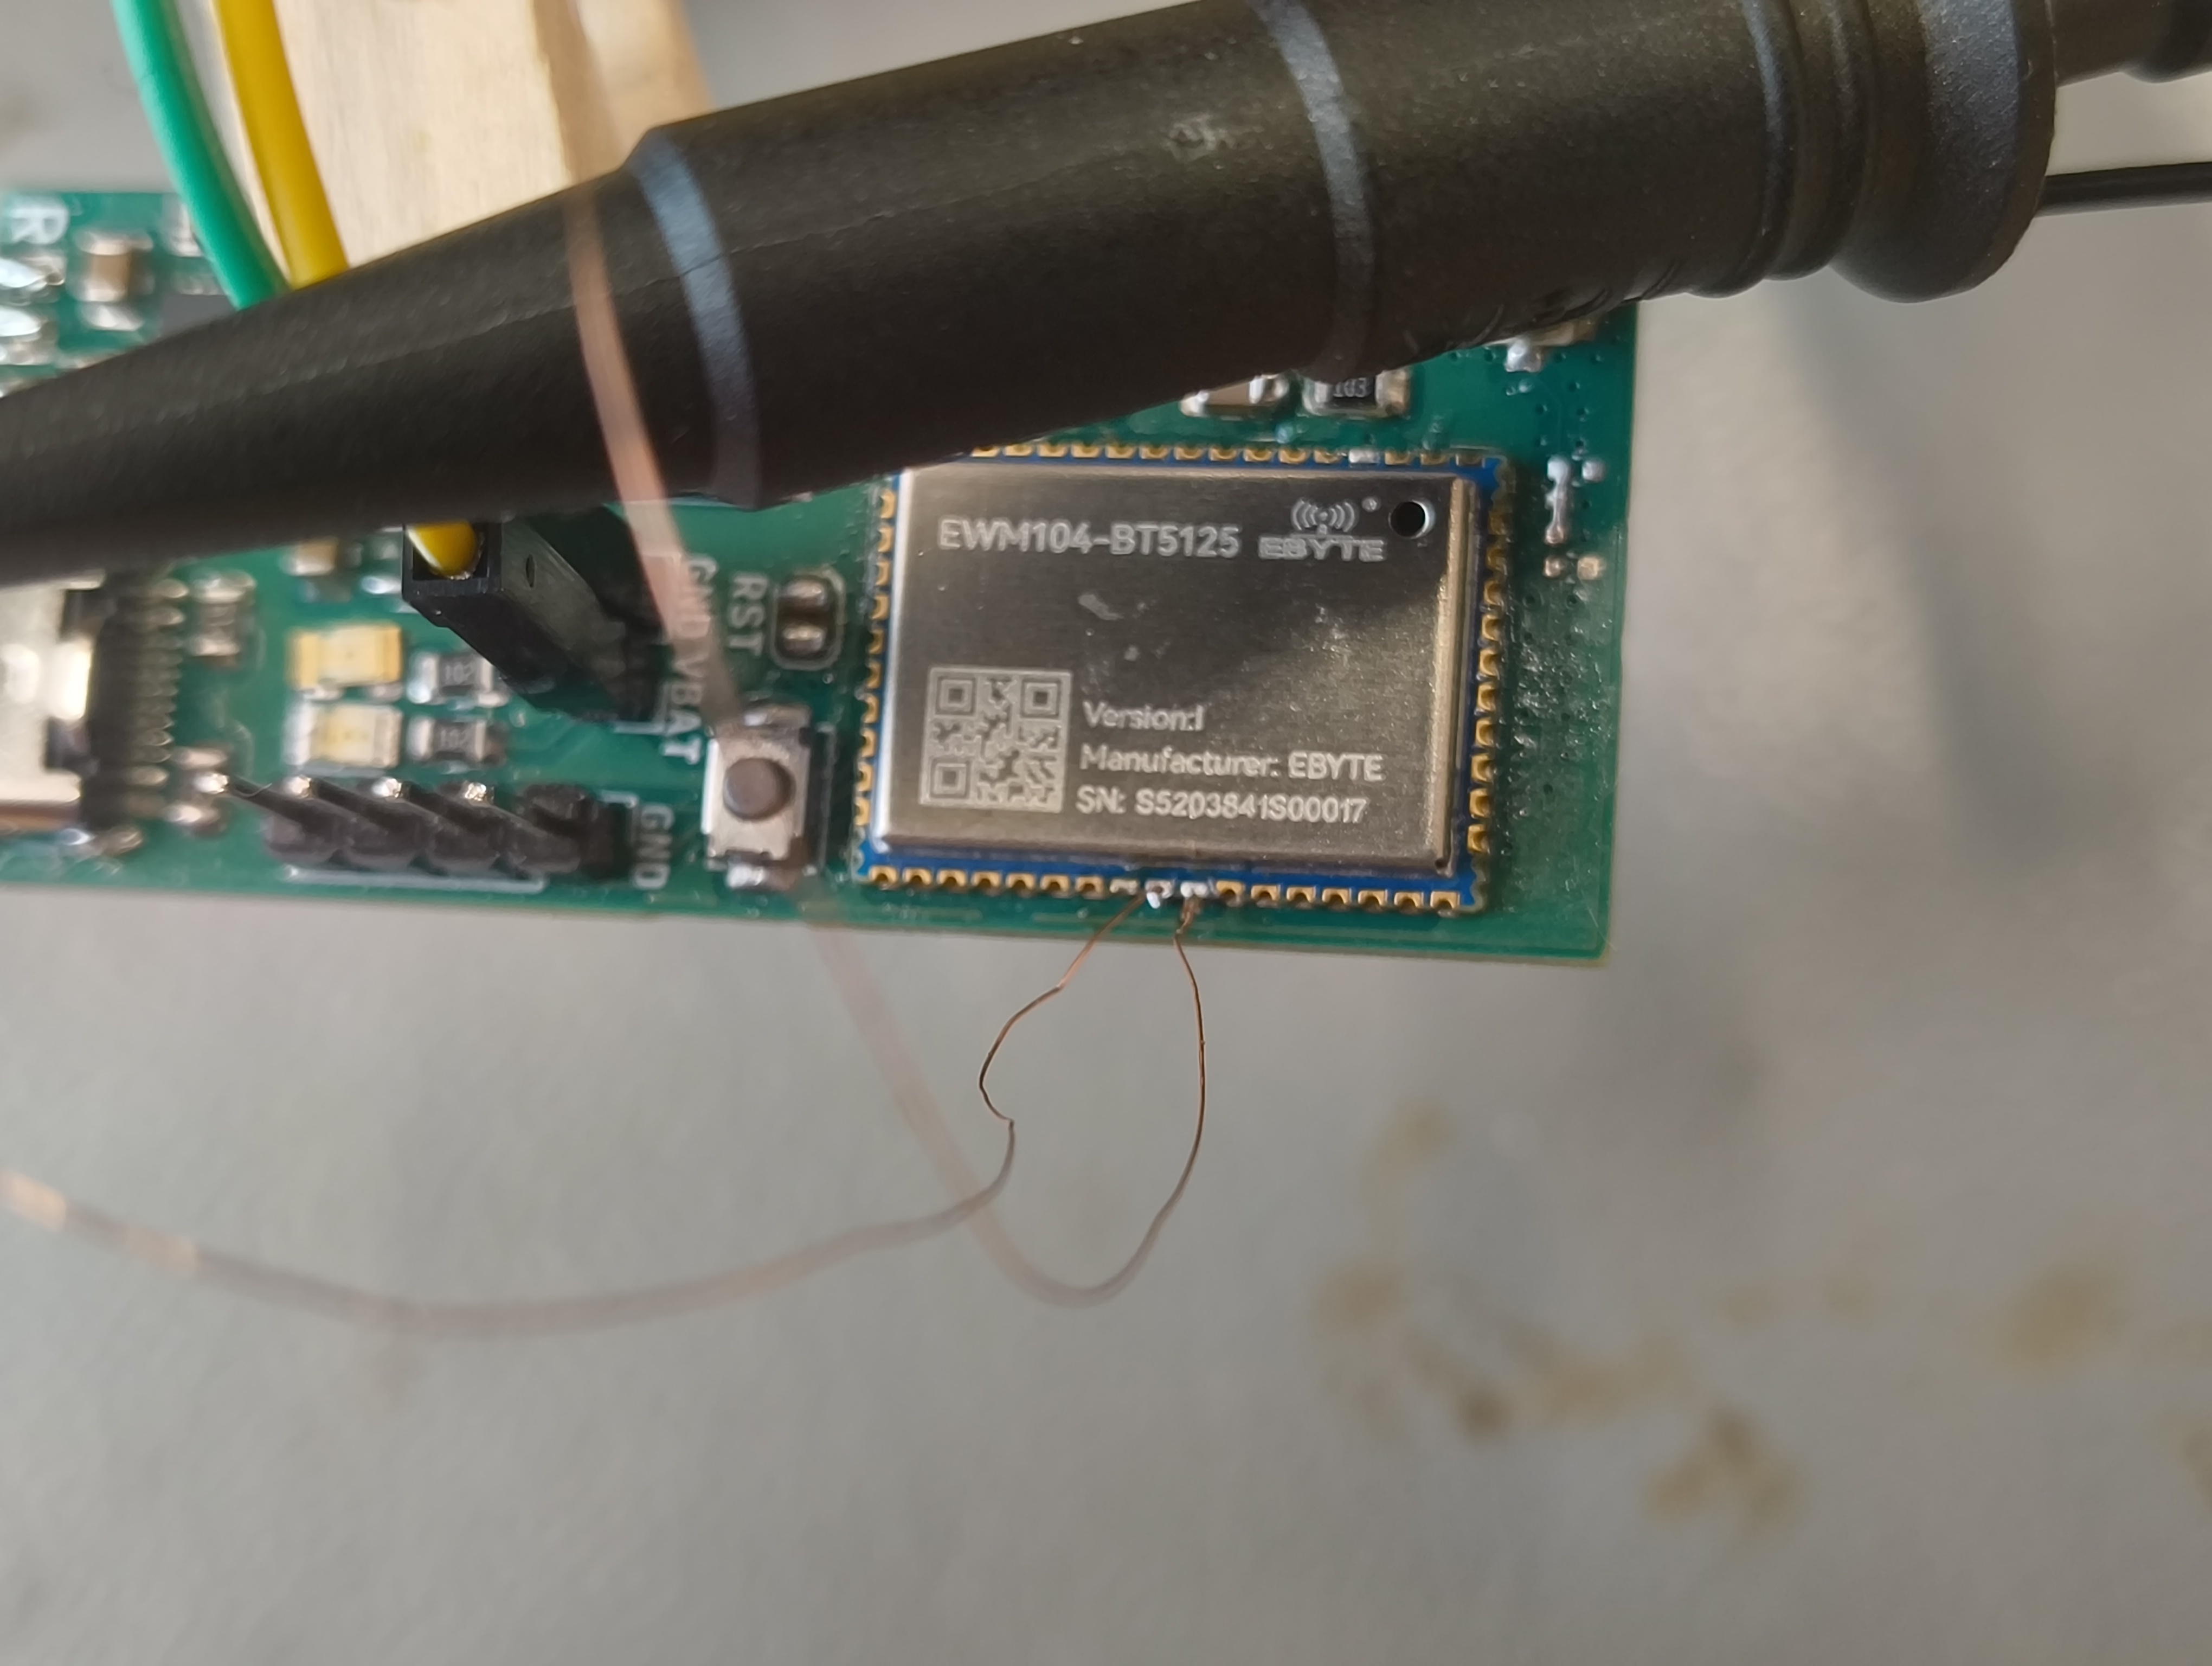 R
103
EWM104-BT5125
EBYTE
RST
GND
VBAT
102
102
Version:I
Manufacturer: EBYTE
SN: S5203841S00017
GND